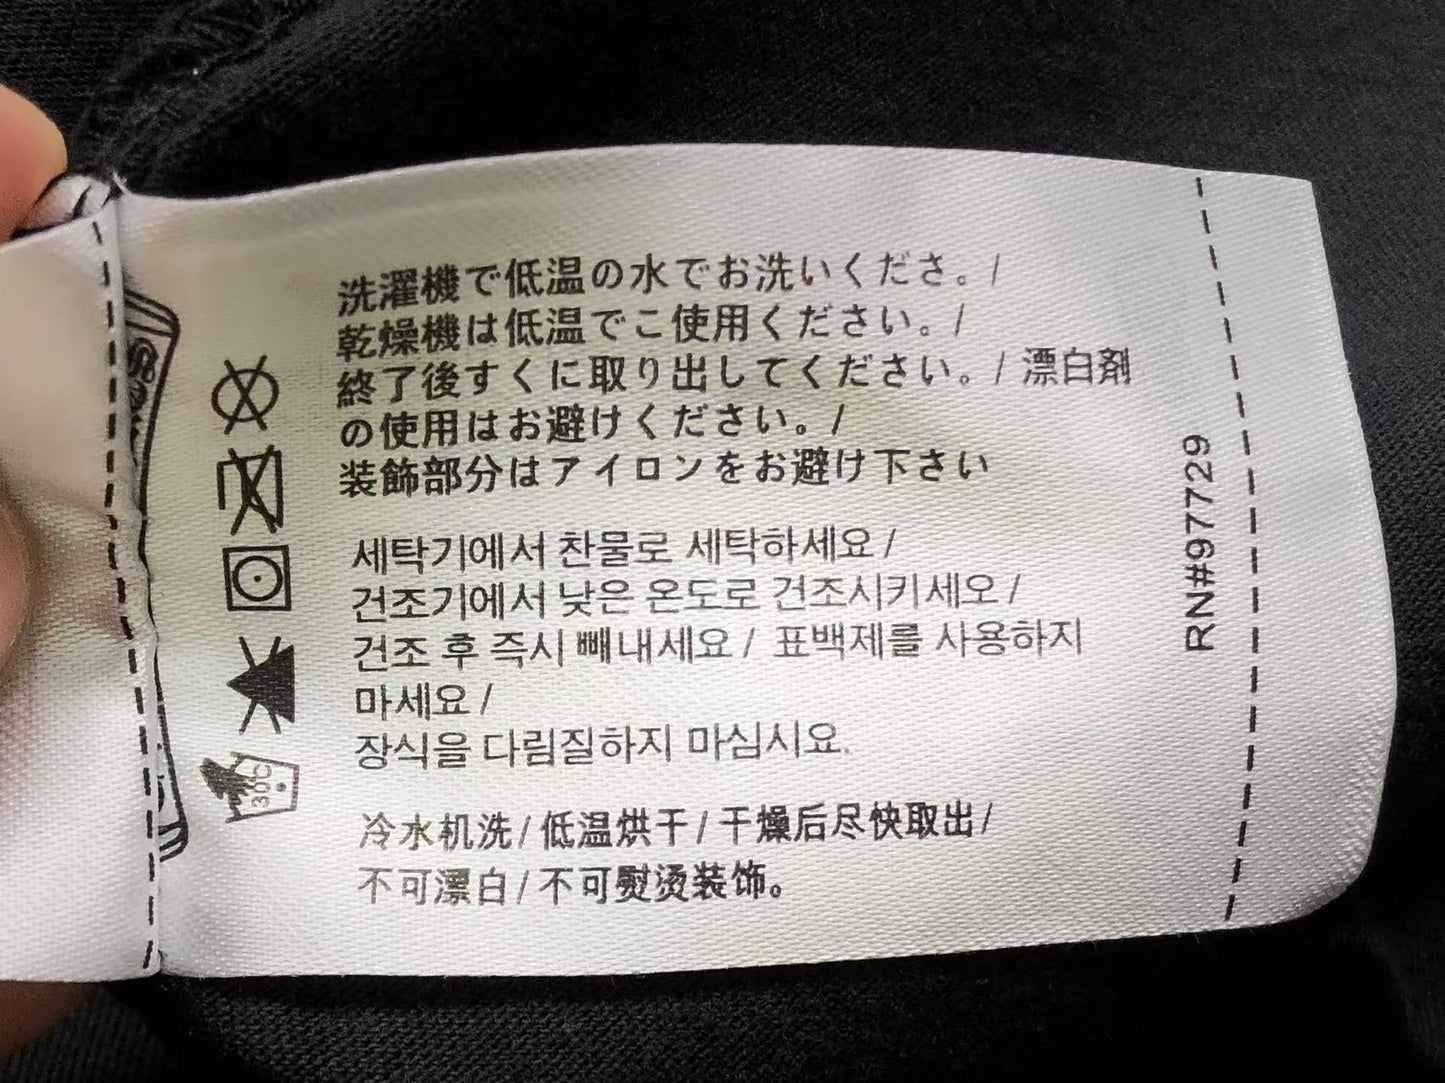 洗濯機で低温の水でお洗いくださ。/
乾燥機は低温でこ使用ください。/
終了後すぐに取り出してください。/ 漂白剤
の使用はお避けください。/
装飾部分はアイロンをお避け下さい
세탁기에서 찬물로 세탁하세요 /
건조기에서 낮은 온도로 건조시키세오 /
건조 후 즉시 빼내세요 / 표백제를 사용하지
마세요 /
장식을 다림질하지 마십시요.
冷水机洗/低温烘干/干燥后尽快取出/
不可漂白/不可熨烫装饰。
30C
RN#97729